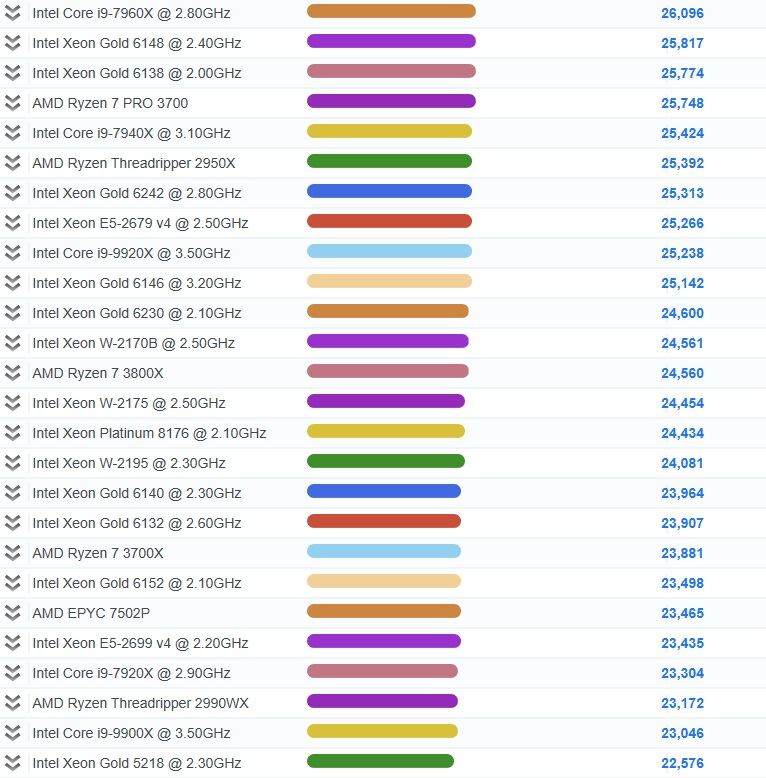 Intel Core i9-7960X @ 2.80GHz 26,096
Intel Xeon Gold 6148 @ 2.40GHz 25,817
Intel Xeon Gold 6138 @ 2.00GHz 25,774
AMD Ryzen 7 PRO 3700 25,748
Intel Core i9-7940X @ 3.10GHz 25,424
AMD Ryzen Threadripper 2950X 25,392
Intel Xeon Gold 6242 @ 2.80GHz 25,313
Intel Xeon E5-2679 v4 @ 2.50GHz 25,266
Intel Core i9-9920X @ 3.50GHz 25,238
Intel Xeon Gold 6146 @ 3.20GHz 25,142
Intel Xeon Gold 6230 @ 2.10GHz 24,600
Intel Xeon W-2170B @ 2.50GHz 24,561
AMD Ryzen 7 3800X 24,560
Intel Xeon W-2175 @ 2.50GHz 24,454
Intel Xeon Platinum 8176 @ 2.10GHz 24,434
Intel Xeon W-2195 @ 2.30GHz 24,081
Intel Xeon Gold 6140 @ 2.30GHz 23,964
Intel Xeon Gold 6132 @ 2.60GHz 23,907
AMD Ryzen 7 3700X 23,881
Intel Xeon Gold 6152 @ 2.10GHz 23,498
AMD EPYC 7502P 23,465
Intel Xeon E5-2699 v4 @ 2.20GHz 23,435
Intel Core i9-7920X @ 2.90GHz 23,304
AMD Ryzen Threadripper 2990WX 23,172
Intel Core i9-9900X @ 3.50GHz 23,046
Intel Xeon Gold 5218 @ 2.30GHz 22,576